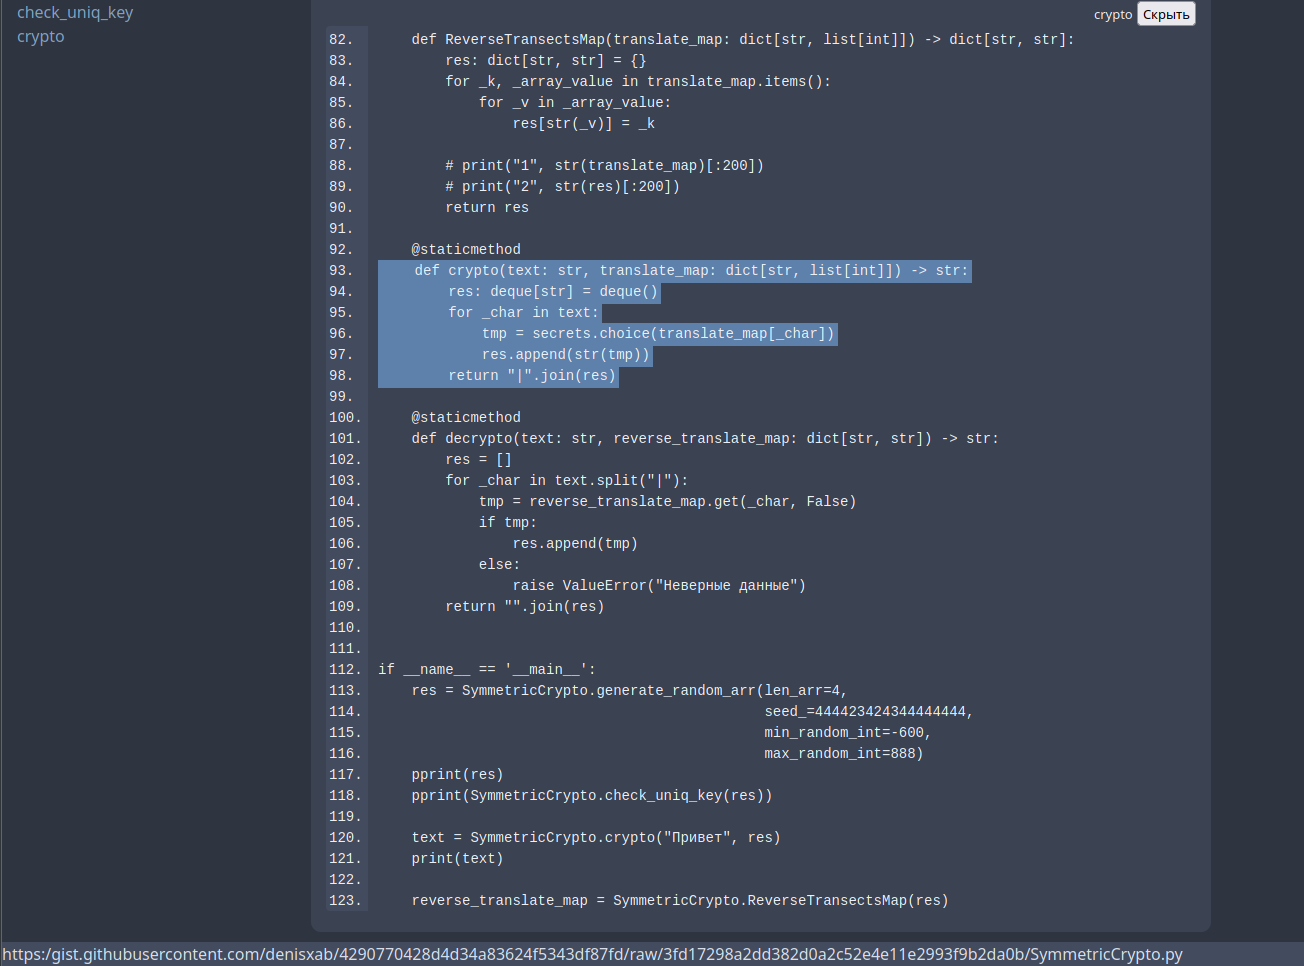 check_uniq_key
crypto
crypto Скрыть
82.     def ReverseTransectsMap(translate_map: dict[str, list[int]]) -> dict[str, str]:
83.         res: dict[str, str] = {}
84.         for _k, _array_value in translate_map.items():
85.             for _v in _array_value:
86.                 res[str(_v)] = _k
87.
88.         # print("1", str(translate_map)[:200])
89.         # print("2", str(res)[:200])
90.         return res
91.
92.     @staticmethod
93.     def crypto(text: str, translate_map: dict[str, list[int]]) -> str:
94.         res: deque[str] = deque()
95.         for _char in text:
96.             tmp = secrets.choice(translate_map[_char])
97.             res.append(str(tmp))
98.         return "|".join(res)
99.
100.     @staticmethod
101.     def decrypto(text: str, reverse_translate_map: dict[str, str]) -> str:
102.         res = []
103.         for _char in text.split("|"):
104.             tmp = reverse_translate_map.get(_char, False)
105.             if tmp:
106.                 res.append(tmp)
107.             else:
108.                 raise ValueError("Неверные данные")
109.         return "".join(res)
110.
111.
112. if __name__ == '__main__':
113.     res = SymmetricCrypto.generate_random_arr(len_arr=4,
114.                                               seed_=444423424344444444,
115.                                               min_random_int=-600,
116.                                               max_random_int=888)
117.     pprint(res)
118.     pprint(SymmetricCrypto.check_uniq_key(res))
119.
120.     text = SymmetricCrypto.crypto("Привет", res)
121.     print(text)
122.
123.     reverse_translate_map = SymmetricCrypto.ReverseTransectsMap(res)
https:/gist.githubusercontent.com/denisxab/4290770428d4d34a83624f5343df87fd/raw/3fd17298a2dd382d0a2c52e4e11e2993f9b2da0b/SymmetricCrypto.py